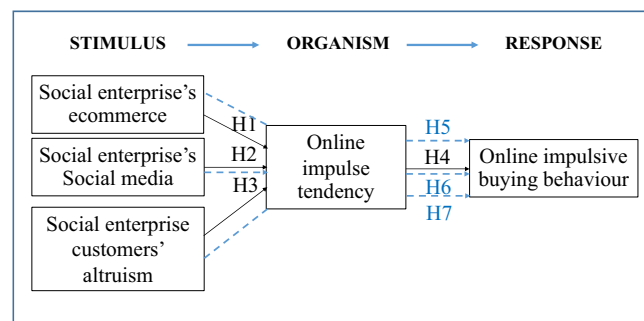 STIMULUS ORGANISM RESPONSE
Social enterprise's
ecommerce
Social enterprise's
Social media
Social enterprise
customers'
altruism
H1
H2
H3
Online
impulse
tendency
H5
H4
H6
H7
Online impulsive
buying behaviour